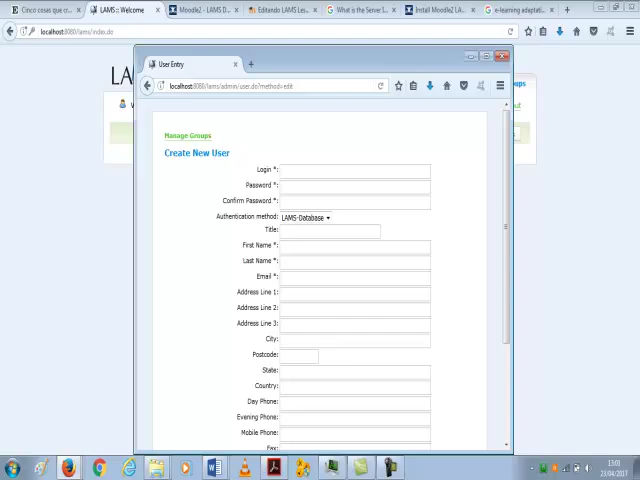 Cinco coses que cr...
LAMS :: Welcome
Moodle2 - LAMS D...
Editando LAMS Les...
What is the Server I...
Install Moodle2 LA...
e-learning adaptati...
localhost:8080/lams/index.do
LAM
User Entry
localhost:8080/lams/admin/user.do?method=edit
Manage Groups
Create New User
Login *:
Password *:
Confirm Password *:
Authentication method: LAMS-Database
Title:
First Name *:
Last Name *:
Email *:
Address Line 1:
Address Line 2:
Address Line 3:
City:
Postcode:
State:
Country:
Day Phone:
Evening Phone:
Mobile Phone:
Fax:
13:01
23/04/2017